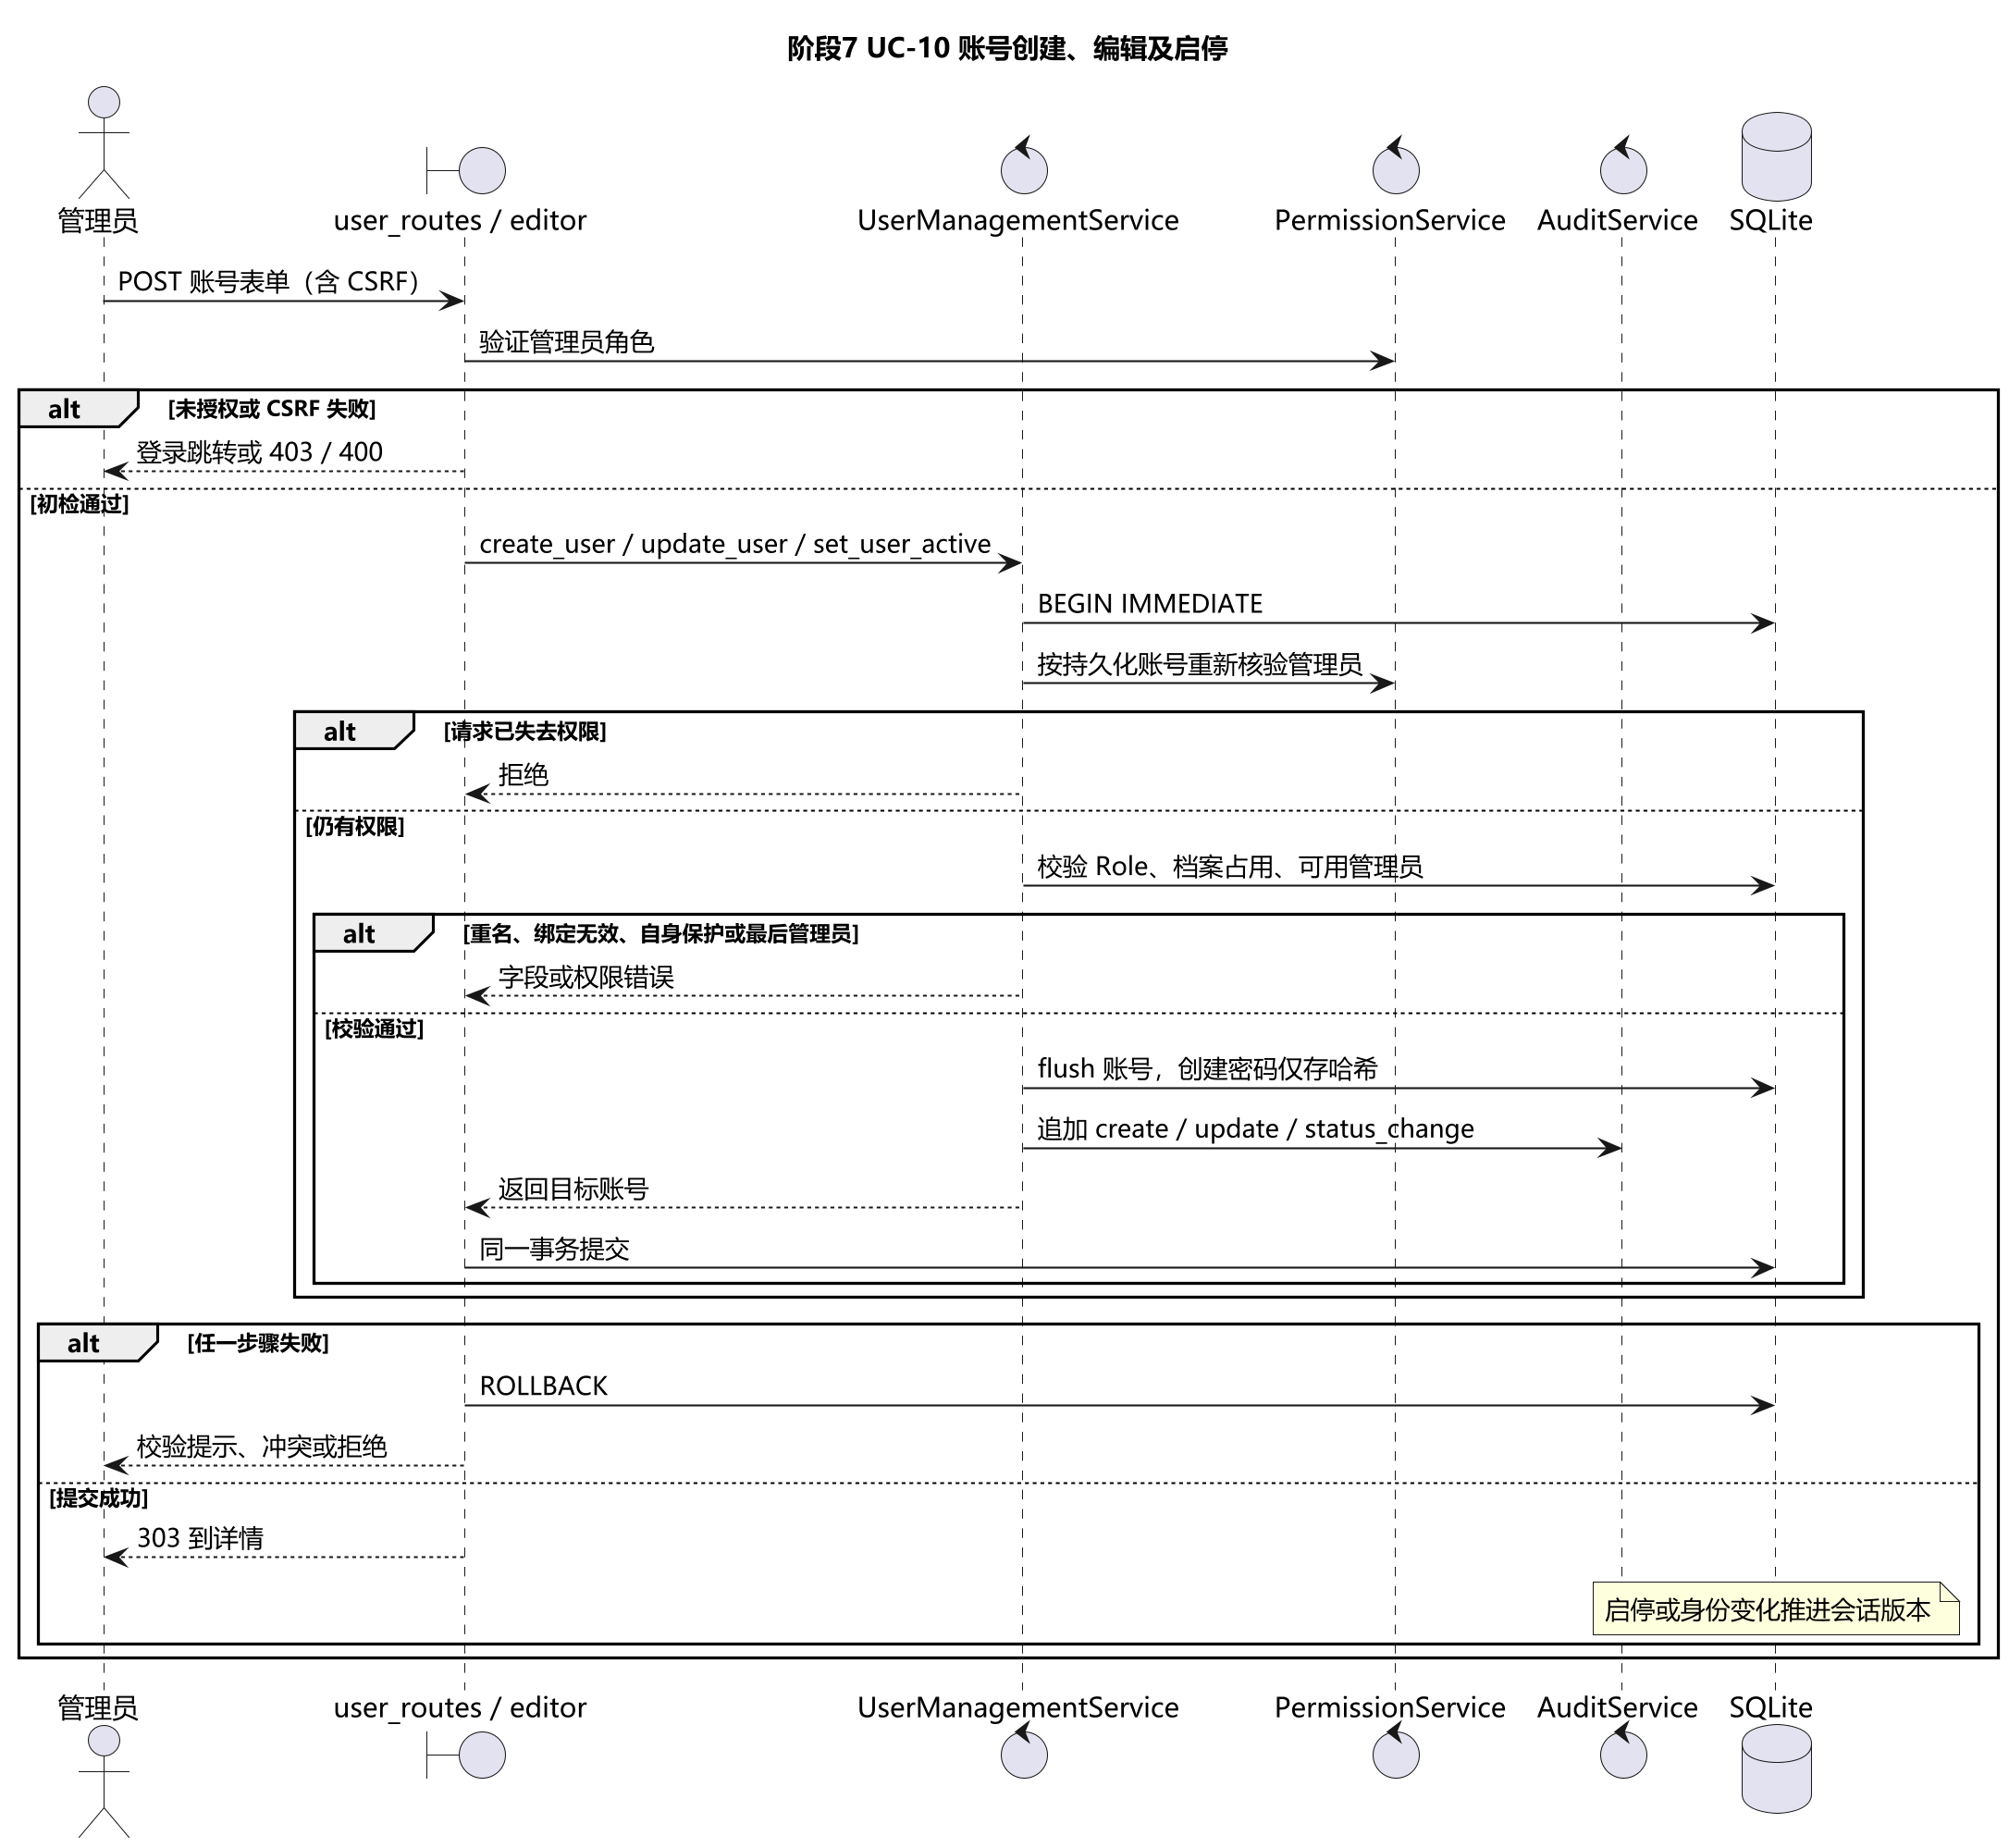 阶段7 UC-10 账号创建、编辑及启停
管理员
user_routes / editor
UserManagementService
PermissionService
AuditService
SQLite
POST 账号表单（含 CSRF）
验证管理员角色
alt
[未授权或 CSRF 失败]
登录跳转或 403 / 400
[初检通过]
create_user / update_user / set_user_active
BEGIN IMMEDIATE
按持久化账号重新核验管理员
alt
[请求已失去权限]
拒绝
[仍有权限]
校验 Role、档案占用、可用管理员
alt
[重名、绑定无效、自身保护或最后管理员]
字段或权限错误
[校验通过]
flush 账号，创建密码仅存哈希
追加 create / update / status_change
返回目标账号
同一事务提交
alt
[任一步骤失败]
ROLLBACK
校验提示、冲突或拒绝
[提交成功]
303 到详情
启停或身份变化推进会话版本
管理员
user_routes / editor
UserManagementService
PermissionService
AuditService
SQLite